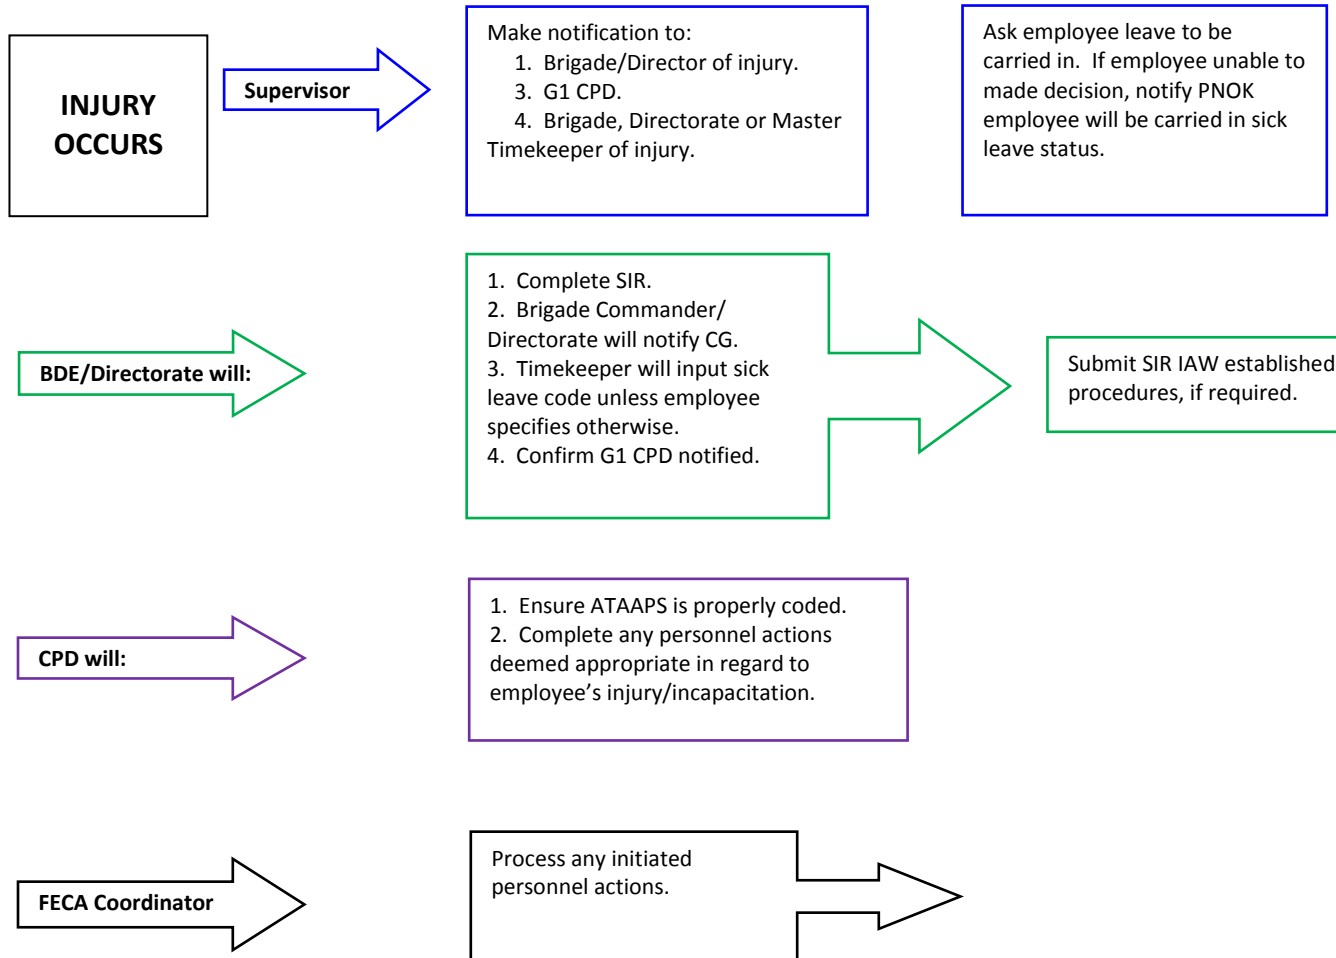 INJURY
OCCURS
Supervisor
Make notification to:
1. Brigade/Director of injury.
3. G1 CPD.
4. Brigade, Directorate or Master
Timekeeper of injury.
Ask employee leave to be
carried in. If employee unable to
made decision, notify PNOK
employee will be carried in sick
leave status.
BDE/Directorate will:
1. Complete SIR.
2. Brigade Commander/
Directorate will notify CG.
3. Timekeeper will input sick
leave code unless employee
specifies otherwise.
4. Confirm G1 CPD notified.
Submit SIR IAW established
procedures, if required.
CPD will:
1. Ensure ATAAPS is properly coded.
2. Complete any personnel actions
deemed appropriate in regard to
employee’s injury/incapacitation.
FECA Coordinator
Process any initiated
personnel actions.